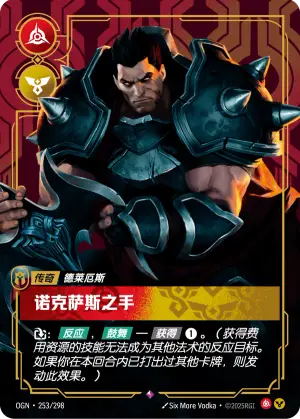 传奇 德莱厄斯
诺克萨斯之手
：反应，鼓舞 — 获得 1 。（获得费
用资源的技能无法成为其他法术的反应目标。
如果你在本回合内已打出过其他卡牌，则发
动此效果。）
OGN • 253/298 Six More Vodka ©2025RGI